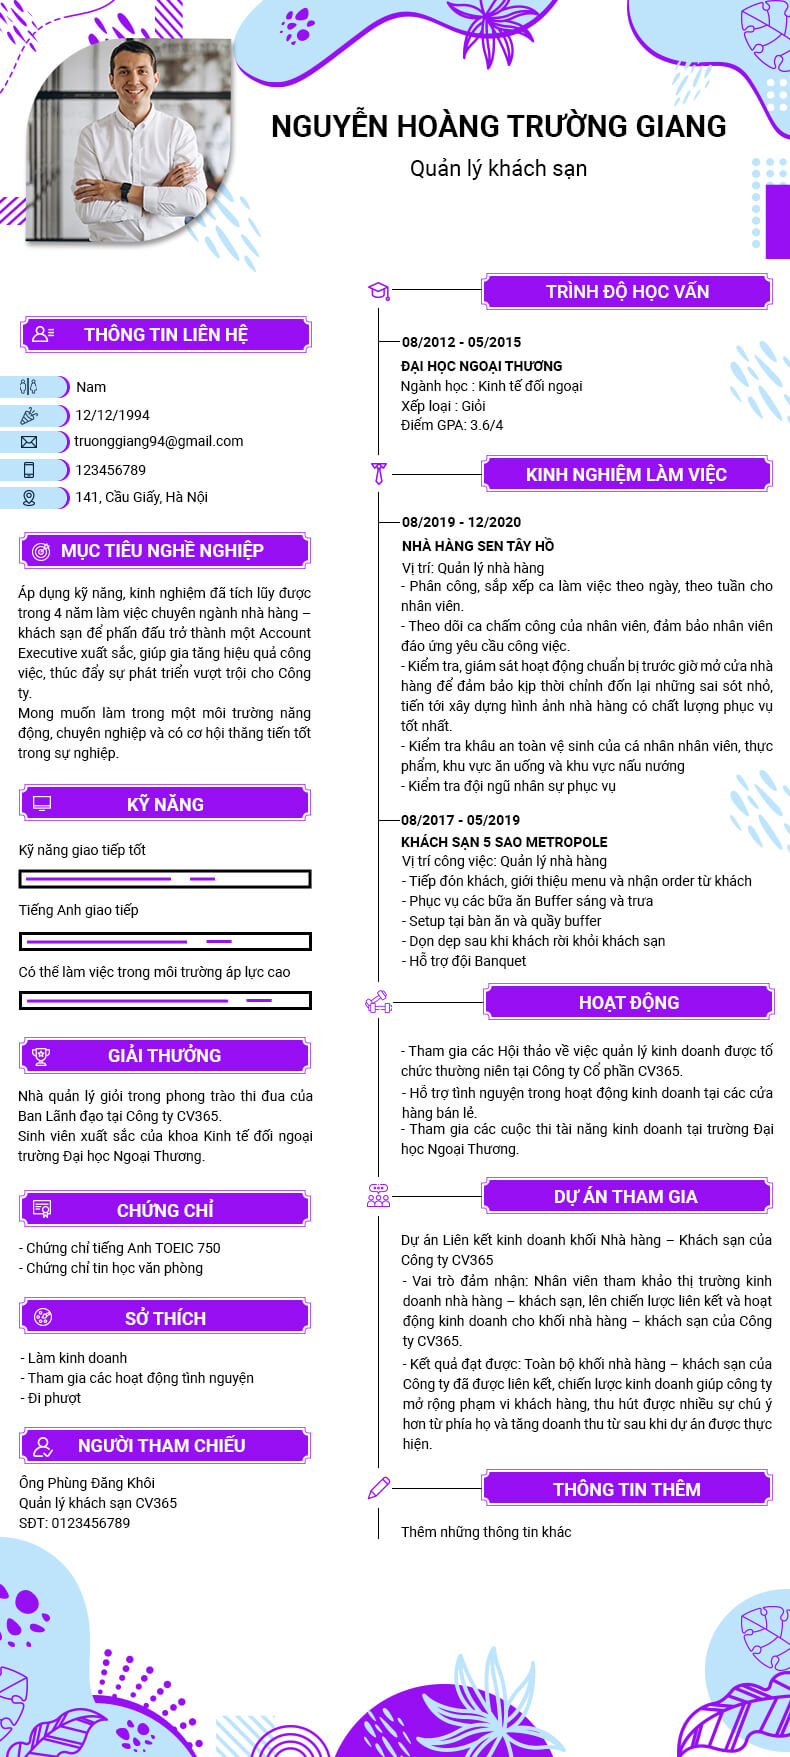 NGUYỄN HOÀNG TRƯỜNG GIANG
Quản lý khách sạn
THÔNG TIN LIÊN HỆ
Nam
12/12/1994
truonggiang94@gmail.com
123456789
141, Cầu Giấy, Hà Nội
MỤC TIÊU NGHỀ NGHIỆP
Áp dụng kỹ năng, kinh nghiệm đã tích lũy được
trong 4 năm làm việc chuyên ngành nhà hàng –
khách sạn để phấn đấu trở thành một Account
Executive xuất sắc, giúp gia tăng hiệu quả công
việc, thúc đẩy sự phát triển vượt trội cho Công
ty.
Mong muốn làm trong một môi trường năng
động, chuyên nghiệp và có cơ hội thăng tiến tốt
trong sự nghiệp.
KỸ NĂNG
Kỹ năng giao tiếp tốt
Tiếng Anh giao tiếp
Có thể làm việc trong môi trường áp lực cao
GIẢI THƯỞNG
Nhà quản lý giỏi trong phong trào thi đua của
Ban Lãnh đạo tại Công ty CV365.
Sinh viên xuất sắc của khoa Kinh tế đối ngoại
trường Đại học Ngoại Thương.
CHỨNG CHỈ
- Chứng chỉ tiếng Anh TOEIC 750
- Chứng chỉ tin học văn phòng
SỞ THÍCH
- Làm kinh doanh
- Tham gia các hoạt động tình nguyện
- Đi phượt
NGƯỜI THAM CHIẾU
Ông Phùng Đăng Khôi
Quản lý khách sạn CV365
SĐT: 0123456789
TRÌNH ĐỘ HỌC VẤN
08/2012 - 05/2015
ĐẠI HỌC NGOẠI THƯƠNG
Ngành học : Kinh tế đối ngoại
Xếp loại : Giỏi
Điểm GPA: 3.6/4
KINH NGHIỆM LÀM VIỆC
08/2019 - 12/2020
NHÀ HÀNG SEN TÂY HỒ
Vị trí: Quản lý nhà hàng
- Phân công, sắp xếp ca làm việc theo ngày, theo tuần cho
nhân viên.
- Theo dõi ca chấm công của nhân viên, đảm bảo nhân viên
đáo ứng yêu cầu công việc.
- Kiểm tra, giám sát hoạt động chuẩn bị trước giờ mở cửa nhà
hàng để đảm bảo kịp thời chỉnh đốn lại những sai sót nhỏ,
tiến tới xây dựng hình ảnh nhà hàng có chất lượng phục vụ
tốt nhất.
- Kiểm tra khâu an toàn vệ sinh của cá nhân nhân viên, thực
phẩm, khu vực ăn uống và khu vực nấu nướng
- Kiểm tra đội ngũ nhân sự phục vụ
08/2017 - 05/2019
KHÁCH SẠN 5 SAO METROPOLE
Vị trí công việc: Quản lý nhà hàng
- Tiếp đón khách, giới thiệu menu và nhận order từ khách
- Phục vụ các bữa ăn Buffer sáng và trưa
- Setup tại bàn ăn và quầy buffer
- Dọn dẹp sau khi khách rời khỏi khách sạn
- Hỗ trợ đội Banquet
HOẠT ĐỘNG
- Tham gia các Hội thảo về việc quản lý kinh doanh được tổ
chức thường niên tại Công ty Cổ phần CV365.
- Hỗ trợ tình nguyện trong hoạt động kinh doanh tại các cửa
hàng bán lẻ.
- Tham gia các cuộc thi tài năng kinh doanh tại trường Đại
học Ngoại Thương.
DỰ ÁN THAM GIA
Dự án Liên kết kinh doanh khối Nhà hàng – Khách sạn của
Công ty CV365
- Vai trò đảm nhận: Nhân viên tham khảo thị trường kinh
doanh nhà hàng – khách sạn, lên chiến lược liên kết và hoạt
động kinh doanh cho khối nhà hàng – khách sạn của Công
ty CV365.
- Kết quả đạt được: Toàn bộ khối nhà hàng – khách sạn của
Công ty đã được liên kết, chiến lược kinh doanh giúp công ty
mở rộng phạm vi khách hàng, thu hút được nhiều sự chú ý
hơn từ phía họ và tăng doanh thu từ sau khi dự án được thực
hiện.
THÔNG TIN THÊM
Thêm những thông tin khác